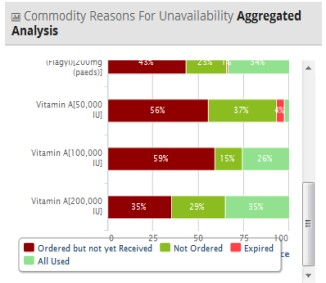 Commodity Reasons For Unavailability Aggregated
Analysis
(Flagyl)[200mg
(paeds)]
43% 23% 1% 34%
Vitamin A[50,000
IU]
56% 37% 4%
Vitamin A[100,000
IU]
59% 15% 26%
Vitamin A[200,000
IU]
35% 29% 35%
0 25 50 75 100
Ordered but not yet Received Not Ordered Expired
All Used